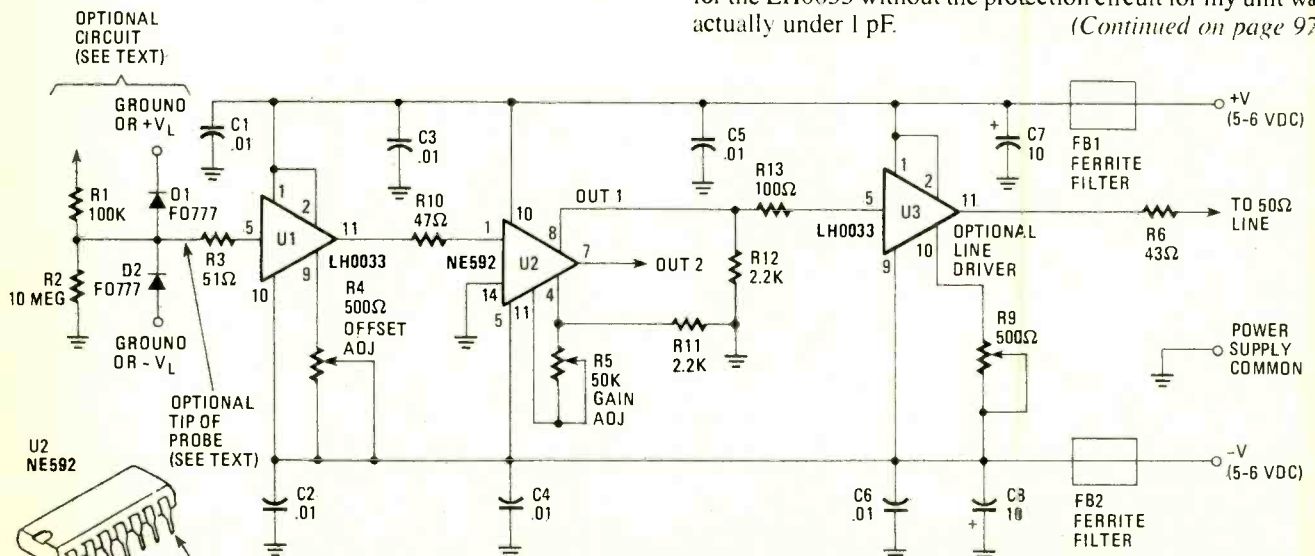 for the LH0033 without the protection circuit for my unit wa
actually under 1 pF.
(Continued on page 97
OPTIONAL
CIRCUIT
(SEE TEXT)
GROUND
OR +VL
R1
100K
D1
FD777
R2
10 MEG
D2
FD777
GROUND
OR -VL
OPTIONAL
TIP OF
PROBE
(SEE TEXT)
C1
.01
R3
51Ω
5
1
2
U1
11
10
9
LH0033
R4
500Ω
OFFSET
ADJ
C2
.01
C3
.01
R10
47Ω
1
10
8
OUT 1
NE592
U2
7
OUT 2
14
5
11
4
R5
50K
GAIN
ADJ
R11
2.2K
R12
2.2K
C4
.01
C5
.01
R13
100Ω
5
1
2
U3
11
LH0033
10
9
OPTIONAL
LINE
DRIVER
R9
500Ω
C6
.01
+
C7
10
C8
10
+
FB1
FERRITE
FILTER
+V
(5-6 VDC)
R6
43Ω
TO 50Ω
LINE
POWER
SUPPLY
COMMON
-V
(5-6 VDC)
FB2
FERRITE
FILTER
U2
NE592